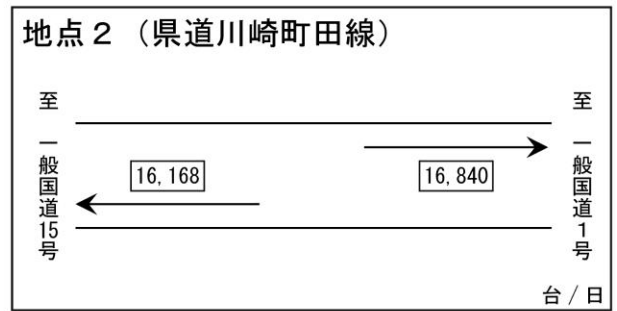 地点２（県道川崎町田線）
至 一般国道15号
16,168
16,840
至 一般国道１号
台/日